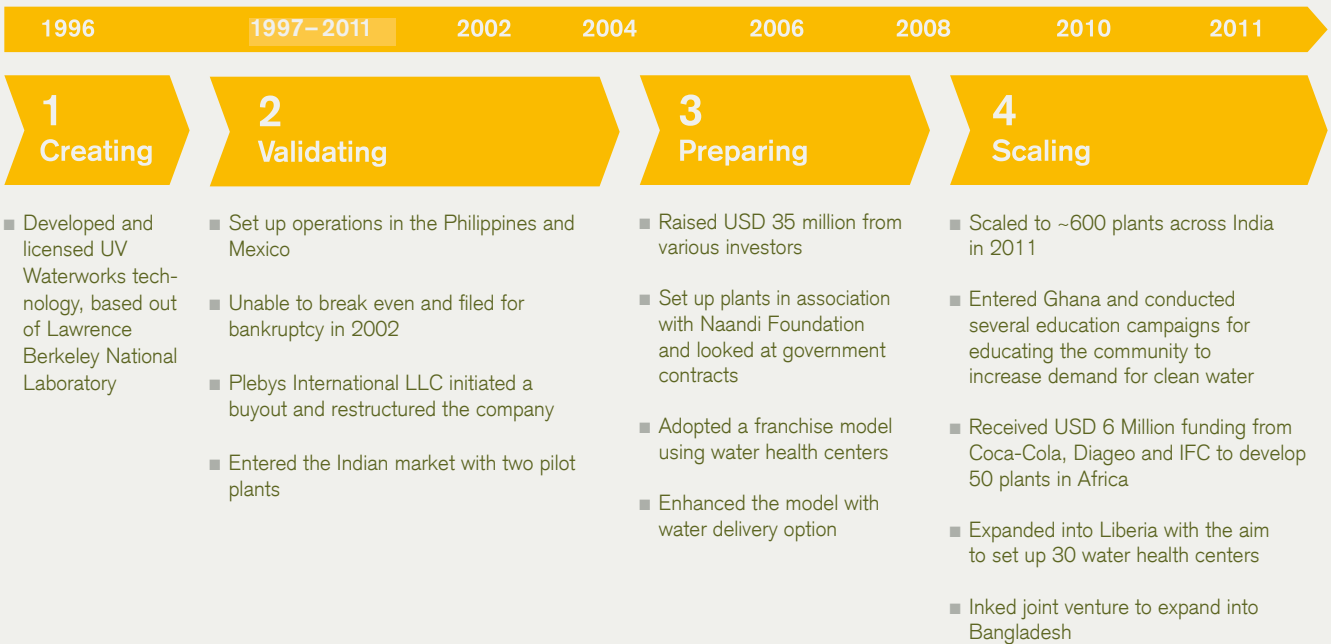 1996 1997–2011 2002 2004 2006 2008 2010 2011
1
Creating
■ Developed and
licensed UV
Waterworks tech-
nology, based out
of Lawrence
Berkeley National
Laboratory
2
Validating
■ Set up operations in the Philippines and
Mexico
■ Unable to break even and filed for
bankruptcy in 2002
■ Plebys International LLC initiated a
buyout and restructured the company
■ Entered the Indian market with two pilot
plants
3
Preparing
■ Raised USD 35 million from
various investors
■ Set up plants in association
with Naandi Foundation
and looked at government
contracts
■ Adopted a franchise model
using water health centers
■ Enhanced the model with
water delivery option
4
Scaling
■ Scaled to ~600 plants across India
in 2011
■ Entered Ghana and conducted
several education campaigns for
educating the community to
increase demand for clean water
■ Received USD 6 Million funding from
Coca-Cola, Diageo and IFC to develop
50 plants in Africa
■ Expanded into Liberia with the aim
to set up 30 water health centers
■ Inked joint venture to expand into
Bangladesh